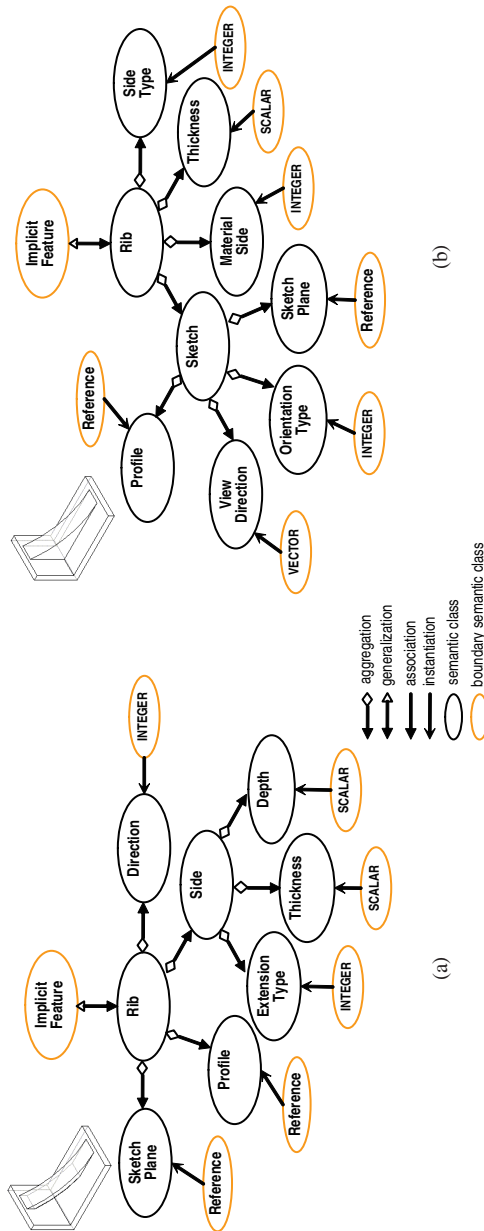 Implicit
Feature
Rib
Sketch
Plane
Reference
Profile
Reference
Direction
INTEGER
Side
Extension
Type
INTEGER
Thickness
SCALAR
Depth
SCALAR
(a)
Implicit
Feature
Rib
Side
Type
INTEGER
Thickness
SCALAR
Material
Side
INTEGER
Sketch
Profile
Reference
View
Direction
VECTOR
Orientation
Type
INTEGER
Sketch
Plane
Reference
(b)
aggregation
generalization
association
instantiation
semantic class
boundary semantic class